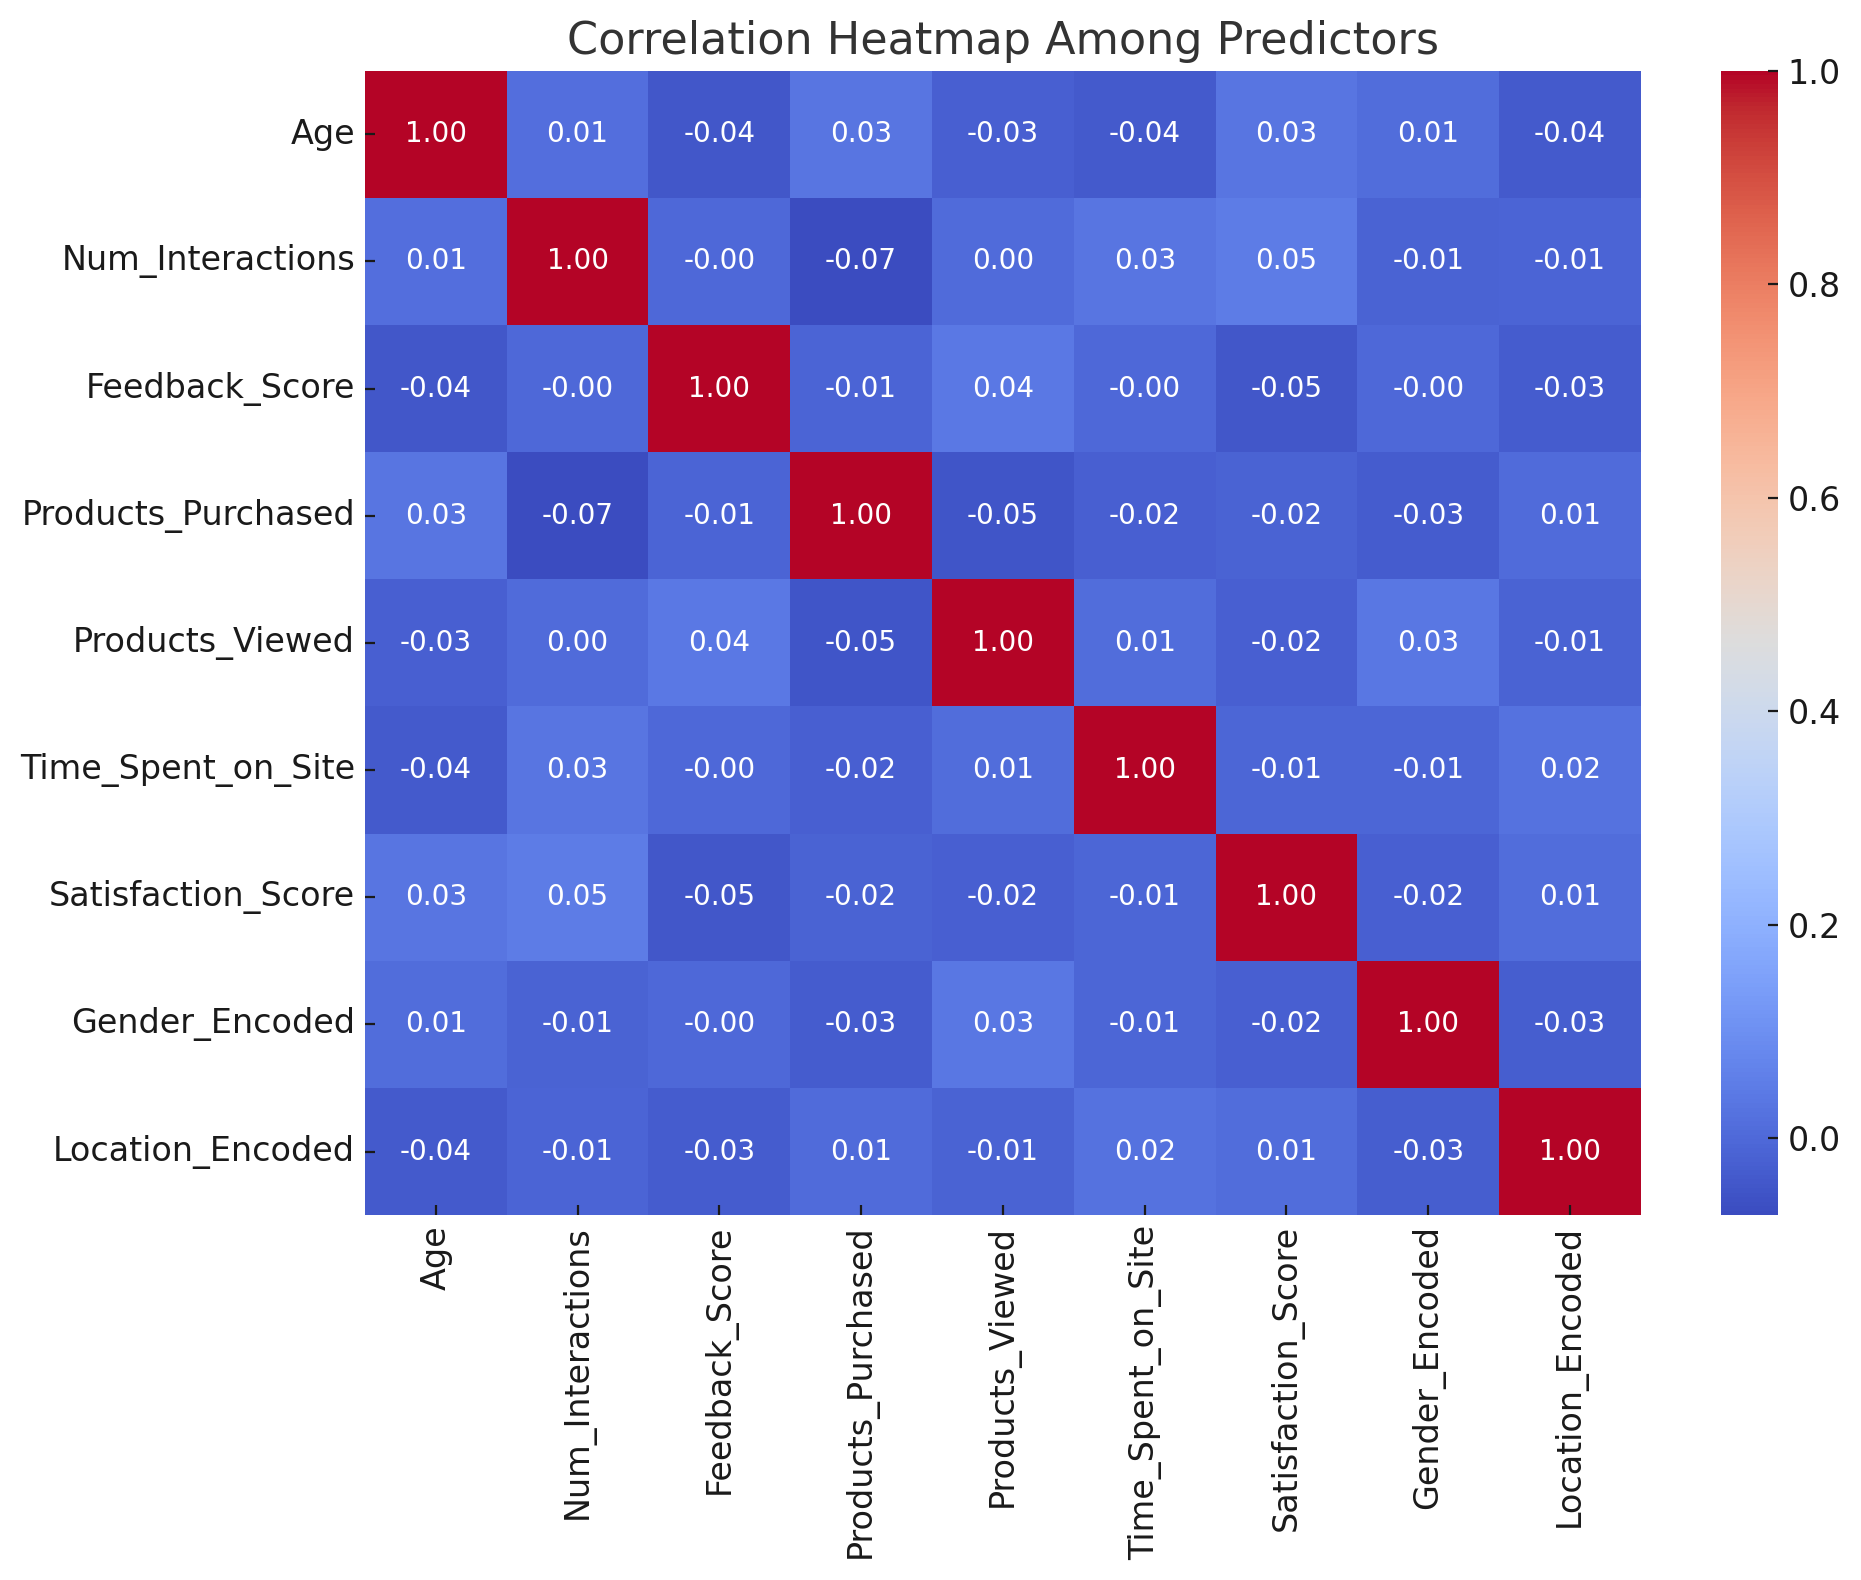 Correlation Heatmap Among Predictors
Age 1.00 0.01 -0.04 0.03 -0.03 -0.04 0.03 0.01 -0.04
Num_Interactions 0.01 1.00 -0.00 -0.07 0.00 0.03 0.05 -0.01 -0.01
Feedback_Score -0.04 -0.00 1.00 -0.01 0.04 -0.00 -0.05 -0.00 -0.03
Products_Purchased 0.03 -0.07 -0.01 1.00 -0.05 -0.02 -0.02 -0.03 0.01
Products_Viewed -0.03 0.00 0.04 -0.05 1.00 0.01 -0.02 0.03 -0.01
Time_Spent_on_Site -0.04 0.03 -0.00 -0.02 0.01 1.00 -0.01 -0.01 0.02
Satisfaction_Score 0.03 0.05 -0.05 -0.02 -0.02 -0.01 1.00 -0.02 0.01
Gender_Encoded 0.01 -0.01 -0.00 -0.03 0.03 -0.01 -0.02 1.00 -0.03
Location_Encoded -0.04 -0.01 -0.03 0.01 -0.01 0.02 0.01 -0.03 1.00
Age
Num_Interactions
Feedback_Score
Products_Purchased
Products_Viewed
Time_Spent_on_Site
Satisfaction_Score
Gender_Encoded
Location_Encoded
1.0
0.8
0.6
0.4
0.2
0.0